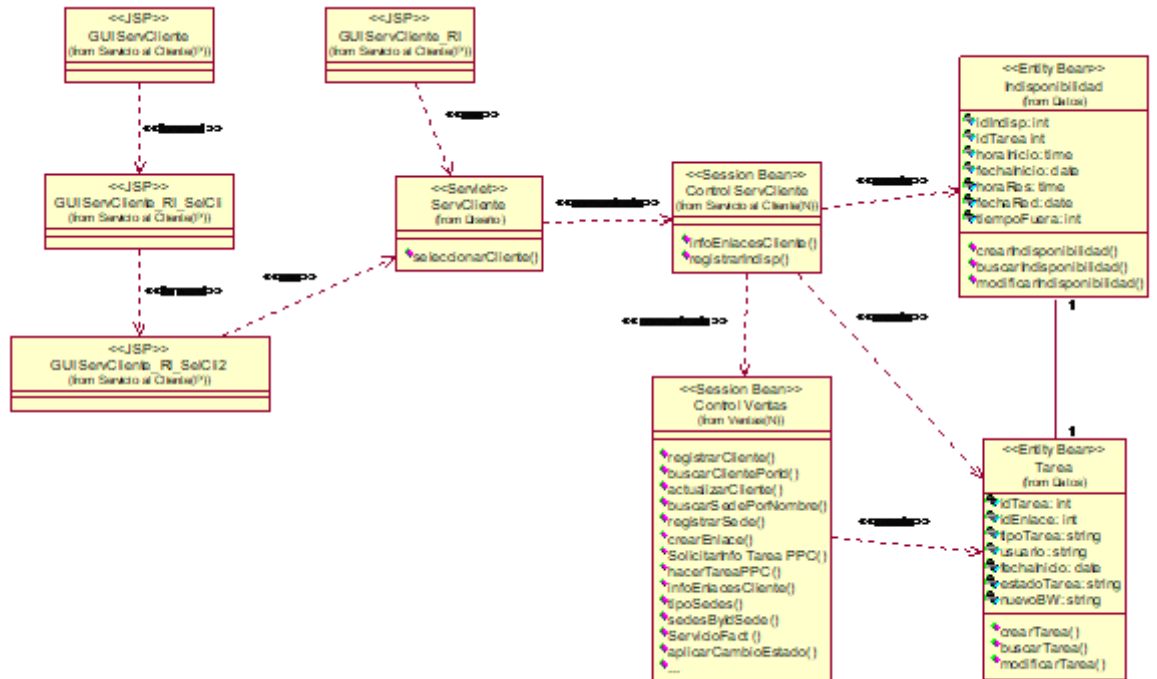 <<JSP>>
GUIServCliente
(from Servicio al Cliente(P))
<<JSP>>
GUIServCliente_RI
(from Servicio al Cliente(P))
<<Entity Bean>>
Indisponibilidad
(from Datos)
idIndisp: int
idTarea int
horaInicio: time
fechaInicio: date
horaRes: time
fechaRed: date
tiempoFuera: int
crearIndisponibilidad()
buscarIndisponibilidad()
modificarIndisponibilidad()
<<JSP>>
GUIServCliente_RI_SelCli
(from Servicio al Cliente(P))
<<Servlet>>
ServCliente
(from Diseño)
seleccionarCliente()
<<Session Bean>>
Control ServCliente
(from Servicio al Cliente(N))
infoEnlacesCliente()
registrarIndisp()
1
<<JSP>>
GUIServCliente_RI_SelCli2
(from Servicio al Cliente(P))
<<Session Bean>>
Control Ventas
(from Ventas(N))
registrarCliente()
buscarClientePorId()
actualizarCliente()
buscarSedePorNombre()
registrarSede()
crearEnlace()
SolicitarInfo Tarea PPC()
hacerTareaPPC()
infoEnlacesCliente()
tipoSedes()
sedesByIdSede()
ServicioFact ()
aplicarCambioEstado()
...
1
<<Entity Bean>>
Tarea
(from Datos)
idTarea: int
idEnlace: int
tipoTarea: string
usuario: string
fechaInicio: date
estadoTarea: string
nuevoBW: string
crearTarea()
buscarTarea()
modificarTarea()